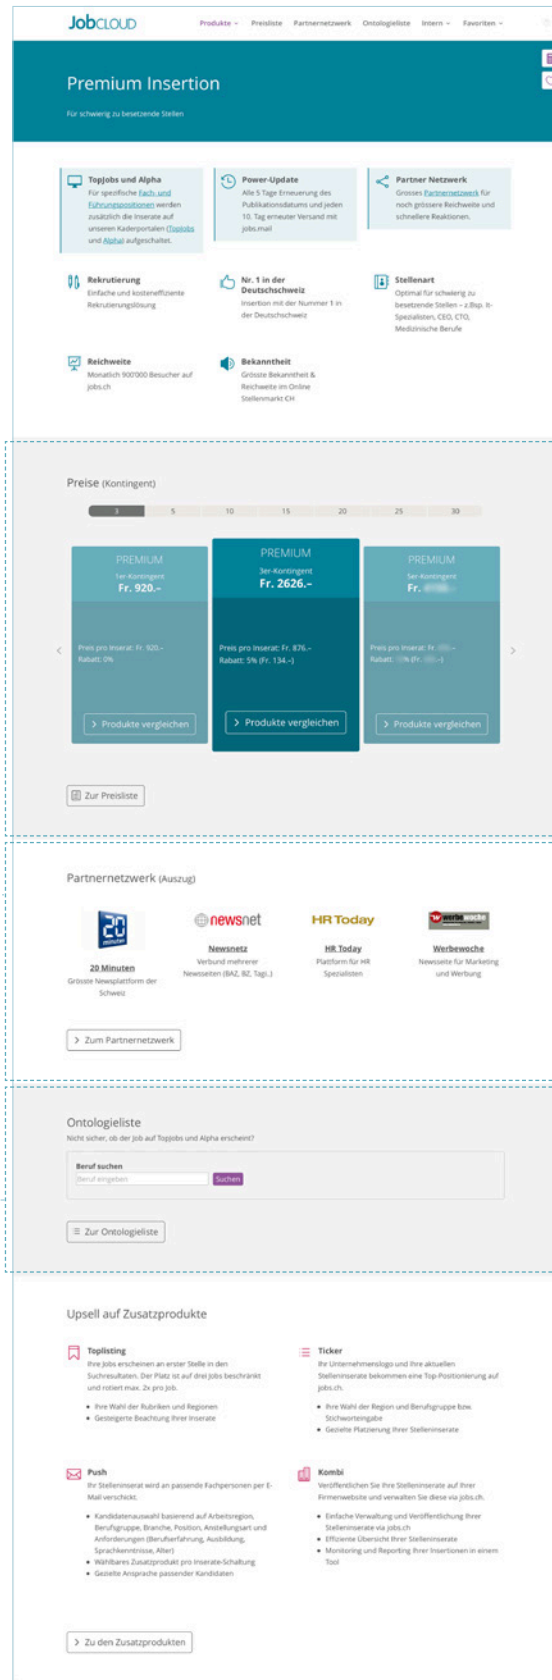 JobCLOUD
Produkte Preisliste Partnernetzwerk Ontologieliste Intern Favoriten
Premium Insertion
Für schwierig zu besetzende Stellen
TopJobs und Alpha
Für spezifische Fach- und
Führungspositionen werden
zusätzlich die Inserate auf
unseren Kaderportalen (TopJobs
und Alpha) aufgeschaltet.
Power-Update
Alle 5 Tage Erneuerung des
Publikationsdatums und jeden
10. Tag erneuter Versand mit
jobs.mail
Partner Netzwerk
Grosses Partnernetzwerk für
noch grössere Reichweite und
schnellere Reaktionen.
Rekrutierung
Einfache und kosteneffiziente
Rekrutierungslösung
Nr. 1 in der
Deutschschweiz
Insertion mit der Nummer 1 in
der Deutschschweiz
Stellenart
Optimal für schwierig zu
besetzende Stellen – z.Bsp. It-
Spezialisten, CEO, CTO,
Medizinische Berufe
Reichweite
Monatlich 900'000 Besucher auf
jobs.ch
Bekanntheit
Grösste Bekanntheit &
Reichweite im Online
Stellenmarkt CH
Preise (Kontingent)
3 5 10 15 20 25 30
PREMIUM
1er-Kontingent
Fr. 920.–
Preis pro Inserat: Fr. 920.–
Rabatt: 0%
> Produkte vergleichen
PREMIUM
3er-Kontingent
Fr. 2626.–
Preis pro Inserat: Fr. 876.–
Rabatt: 5% (Fr. 134.–)
> Produkte vergleichen
PREMIUM
5er-Kontingent
Fr.
Preis pro Inserat: Fr.
Rabatt: % (Fr. .–)
> Produkte vergleichen
Zur Preisliste
Partnernetzwerk (Auszug)
20
minuten
20 Minuten
Grösste Newsplattform der
Schweiz
newsnet
Newsnetz
Verbund mehrerer
Newsseiten (BAZ, BZ, Tagi..)
HR Today
HR Today
Plattform für HR
Spezialisten
werbewoche
Werbewoche
Newsseite für Marketing
und Werbung
> Zum Partnernetzwerk
Ontologieliste
Nicht sicher, ob der Job auf TopJobs und Alpha erscheint?
Beruf suchen
Beruf eingeben Suchen
Zur Ontologieliste
Upsell auf Zusatzprodukte
Toplisting
Ihre Jobs erscheinen an erster Stelle in den
Suchresultaten. Der Platz ist auf drei Jobs beschränkt
und rotiert max. 2x pro Job.
• Ihre Wahl der Rubriken und Regionen
• Gesteigerte Beachtung Ihrer Inserate
Ticker
Ihr Unternehmenslogo und Ihre aktuellen
Stelleninserate bekommen eine Top-Positionierung auf
jobs.ch.
• Ihre Wahl der Region und Berufsgruppe bzw.
Stichworteingabe
• Gezielte Platzierung Ihrer Stelleninserate
Push
Ihr Stelleninserat wird an passende Fachpersonen per E-
Mail verschickt.
• Kandidatenauswahl basierend auf Arbeitsregion,
Berufsgruppe, Branche, Position, Anstellungsart und
Anforderungen (Berufserfahrung, Ausbildung,
Sprachkenntnisse, Alter)
• Wählbares Zusatzprodukt pro Inserate-Schaltung
• Gezielte Ansprache passender Kandidaten
Kombi
Veröffentlichen Sie Ihre Stelleninserate auf Ihrer
Firmenwebsite und verwalten Sie diese via jobs.ch.
• Einfache Verwaltung und Veröffentlichung Ihrer
Stelleninserate via jobs.ch
• Effiziente Übersicht Ihrer Stelleninserate
• Monitoring und Reporting Ihrer Insertionen in einem
Tool
> Zu den Zusatzprodukten